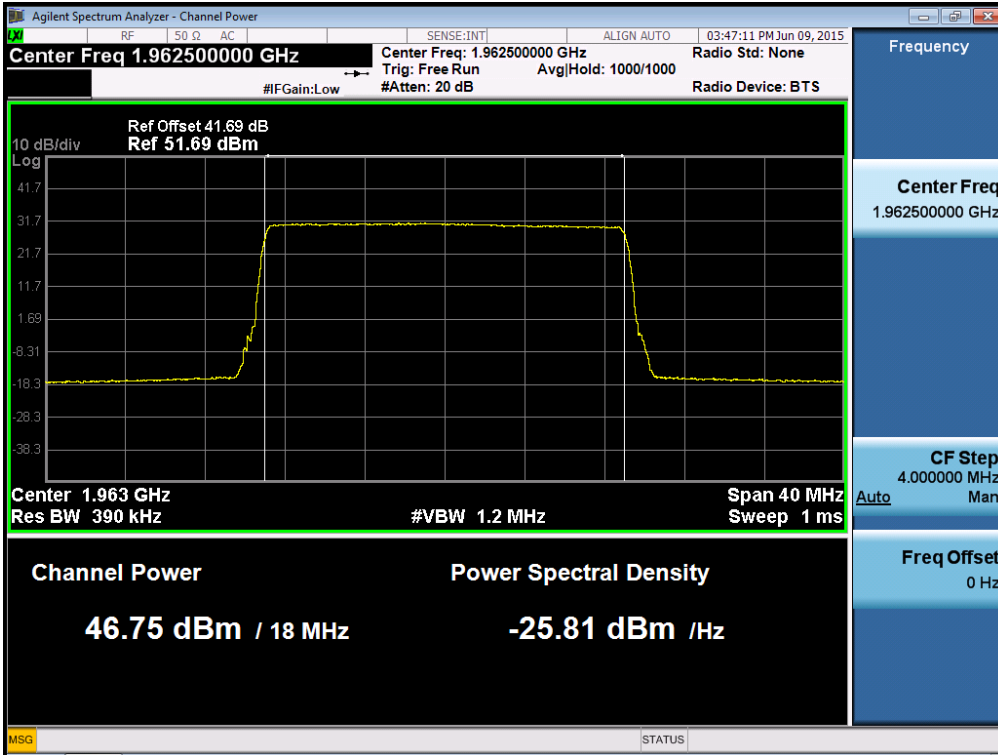 Agilent Spectrum Analyzer - Channel Power
LXI
RF 50 Ω AC SENSE:INT ALIGN AUTO 03:47:11 PM Jun 09, 2015
Center Freq 1.962500000 GHz
Center Freq: 1.962500000 GHz
Radio Std: None
Trig: Free Run Avg|Hold: 1000/1000
#IFGain:Low
#Atten: 20 dB
Radio Device: BTS
Frequency
Ref Offset 41.69 dB
10 dB/div Ref 51.69 dBm
Log
41.7
31.7
21.7
11.7
1.69
-8.31
-18.3
-28.3
-38.3
Center 1.963 GHz Span 40 MHz
Res BW 390 kHz #VBW 1.2 MHz Sweep 1 ms
Channel Power Power Spectral Density
46.75 dBm / 18 MHz -25.81 dBm /Hz
Center Freq
1.962500000 GHz
CF Step
4.000000 MHz
Auto Man
Freq Offset
0 Hz
MSG STATUS